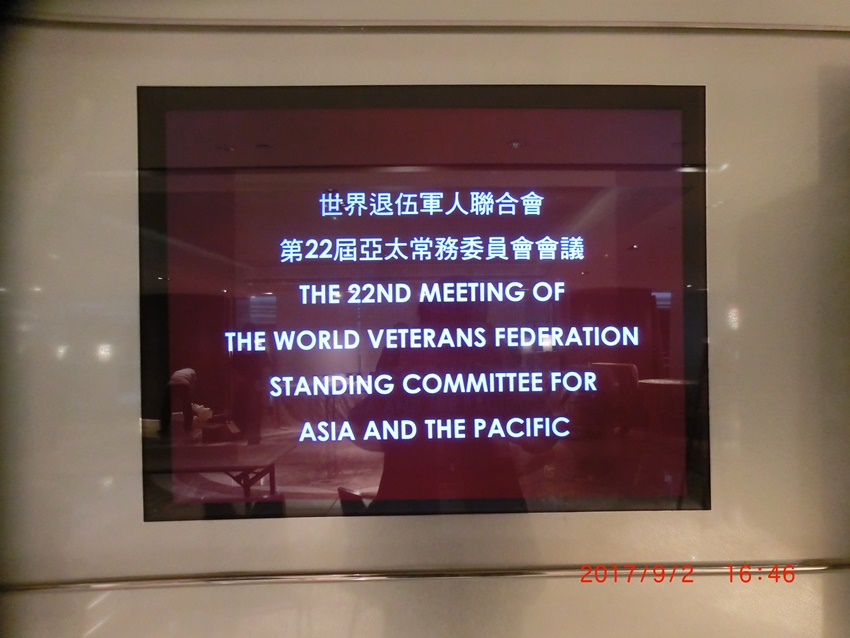 世界退伍軍人聯合會
第22屆亞太常務委員會會議
THE 22ND MEETING OF
THE WORLD VETERANS FEDERATION
STANDING COMMITTEE FOR
ASIA AND THE PACIFIC
2017/9/2 16:46